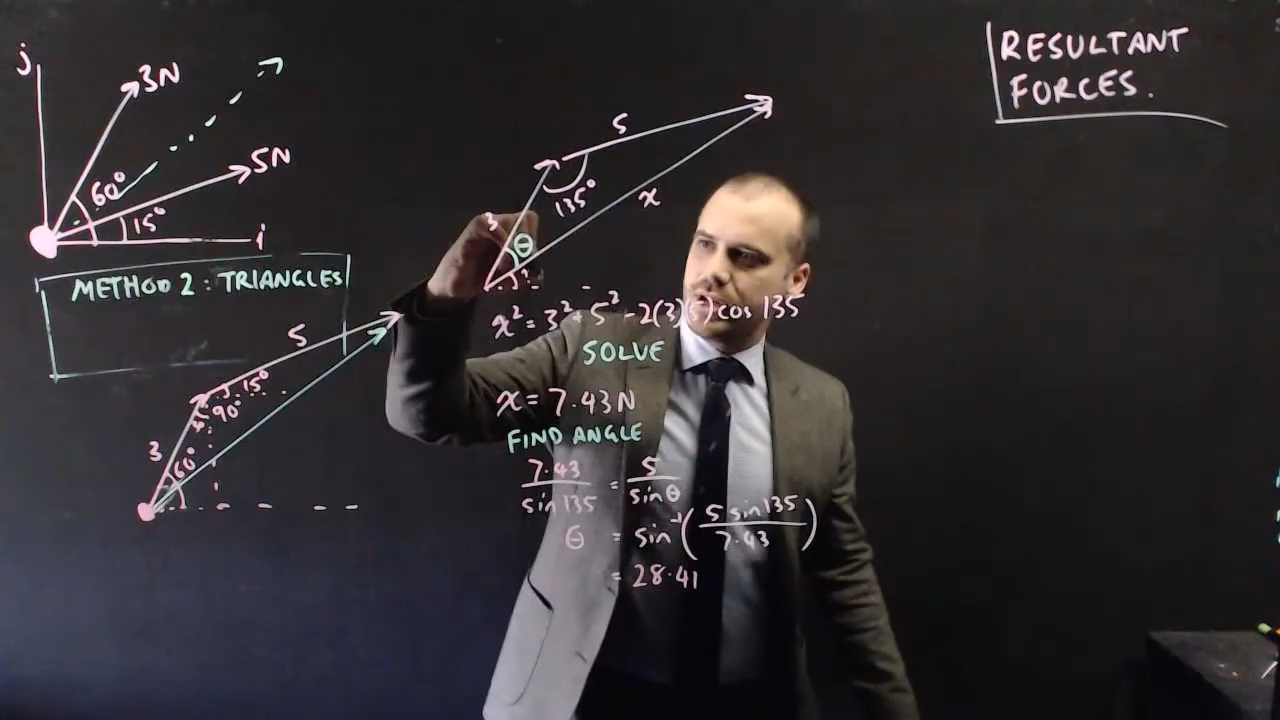 RESULTANT
FORCES.
j
3N
5N
60°
15°
i
METHOD 2: TRIANGLES
5
15°
90°
3
60°
5
135°
x
3
θ
?
x² = 3² + 5² - 2(3)(5) cos 135
SOLVE
x = 7.43N
FIND ANGLE
7.43/sin 135 = 5/sin θ
θ = sin⁻¹(5 sin 135/7.43)
= 28.41